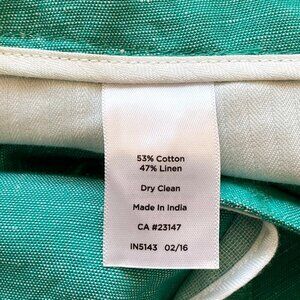 53% Cotton
47% Linen
Dry Clean
Made In India
CA #23147
IN5143 02/16